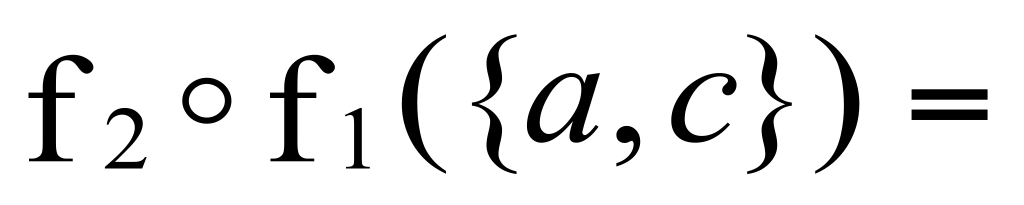 f₂ ∘ f₁({a,c}) =